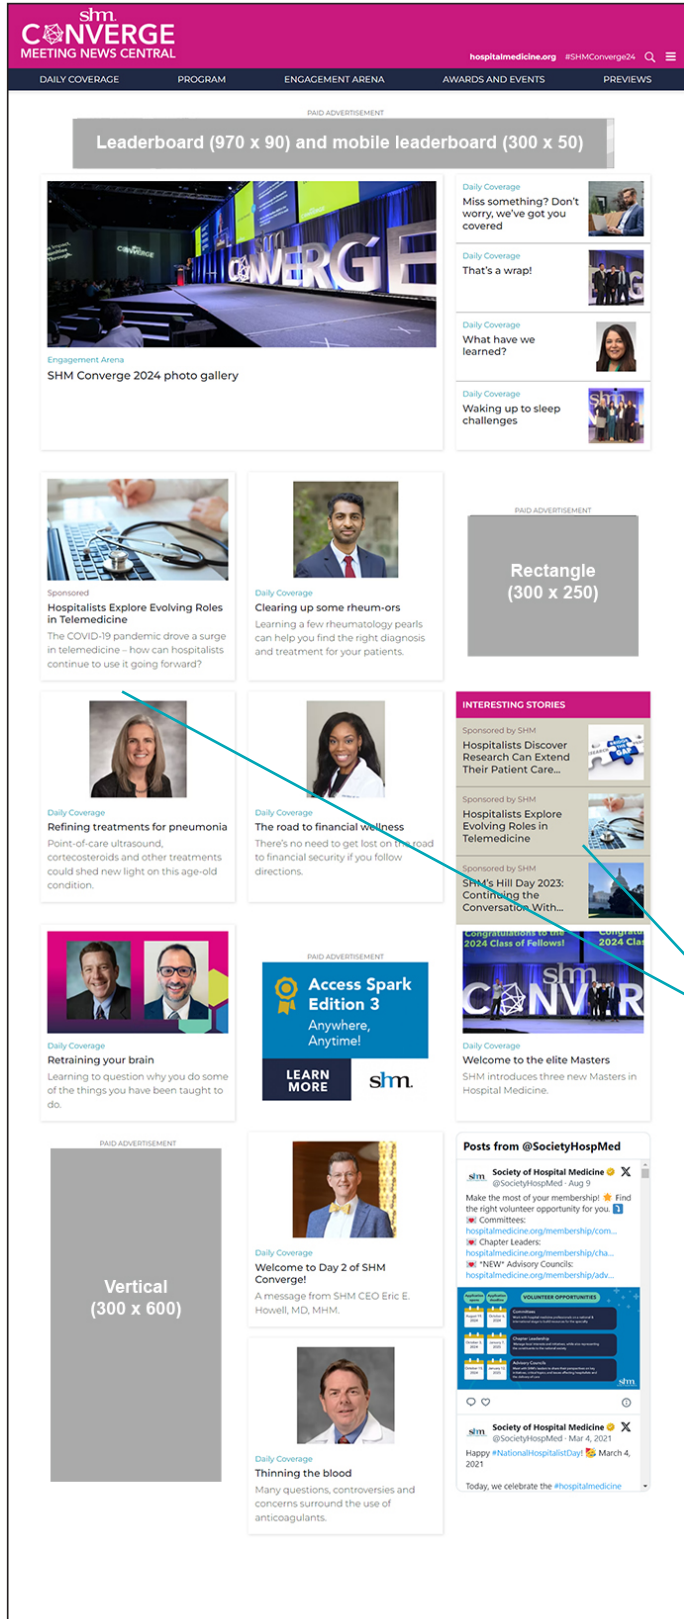 shm.
CONVERGE
MEETING NEWS CENTRAL
hospitalmedicine.org #SHMConverge24
DAILY COVERAGE PROGRAM ENGAGEMENT ARENA AWARDS AND EVENTS PREVIEWS
PAID ADVERTISEMENT
Leaderboard (970 x 90) and mobile leaderboard (300 x 50)
shm
CONVERGE
CONVERGE
Engagement Arena
SHM Converge 2024 photo gallery
Daily Coverage
Miss something? Don't
worry, we've got you
covered
Daily Coverage
That's a wrap!
Daily Coverage
What have we
learned?
Daily Coverage
Waking up to sleep
challenges
Sponsored
Hospitalists Explore Evolving Roles
in Telemedicine
The COVID-19 pandemic drove a surge
in telemedicine – how can hospitalists
continue to use it going forward?
Daily Coverage
Clearing up some rheum-ors
Learning a few rheumatology pearls
can help you find the right diagnosis
and treatment for your patients.
PAID ADVERTISEMENT
Rectangle
(300 x 250)
Daily Coverage
Refining treatments for pneumonia
Point-of-care ultrasound,
cortecosteroids and other treatments
could shed new light on this age-old
condition.
Daily Coverage
The road to financial wellness
There's no need to get lost on the road
to financial security if you follow
directions.
INTERESTING STORIES
Sponsored by SHM
Hospitalists Discover
Research Can Extend
Their Patient Care...
Sponsored by SHM
Hospitalists Explore
Evolving Roles in
Telemedicine
Sponsored by SHM
SHM's Hill Day 2023:
Continuing the
Conversation With...
Daily Coverage
Retraining your brain
Learning to question why you do some
of the things you have been taught to
do.
PAID ADVERTISEMENT
Access Spark
Edition 3
Anywhere,
Anytime!
LEARN
MORE
shm.
Congratulations to the
2024 Class of Fellows!
shm
Daily Coverage
Welcome to the elite Masters
SHM introduces three new Masters in
Hospital Medicine.
PAID ADVERTISEMENT
Vertical
(300 x 600)
Daily Coverage
Welcome to Day 2 of SHM
Converge!
A message from SHM CEO Eric E.
Howell, MD, MHM.
Daily Coverage
Thinning the blood
Many questions, controversies and
concerns surround the use of
anticoagulants.
Posts from @SocietyHospMed
shm
Society of Hospital Medicine
@SocietyHospMed · Aug 9
Make the most of your membership! Find
the right volunteer opportunity for you.
Committees:
hospitalmedicine.org/membership/com...
Chapter Leaders:
hospitalmedicine.org/membership/cha...
*NEW* Advisory Councils:
hospitalmedicine.org/membership/adv...
VOLUNTEER OPPORTUNITIES
Committees
Chapter Leadership
Advisory Councils
shm
shm
Society of Hospital Medicine
@SocietyHospMed · Mar 4, 2021
Happy #NationalHospitalistDay! March 4,
2021
Today, we celebrate the #hospitalmedicine